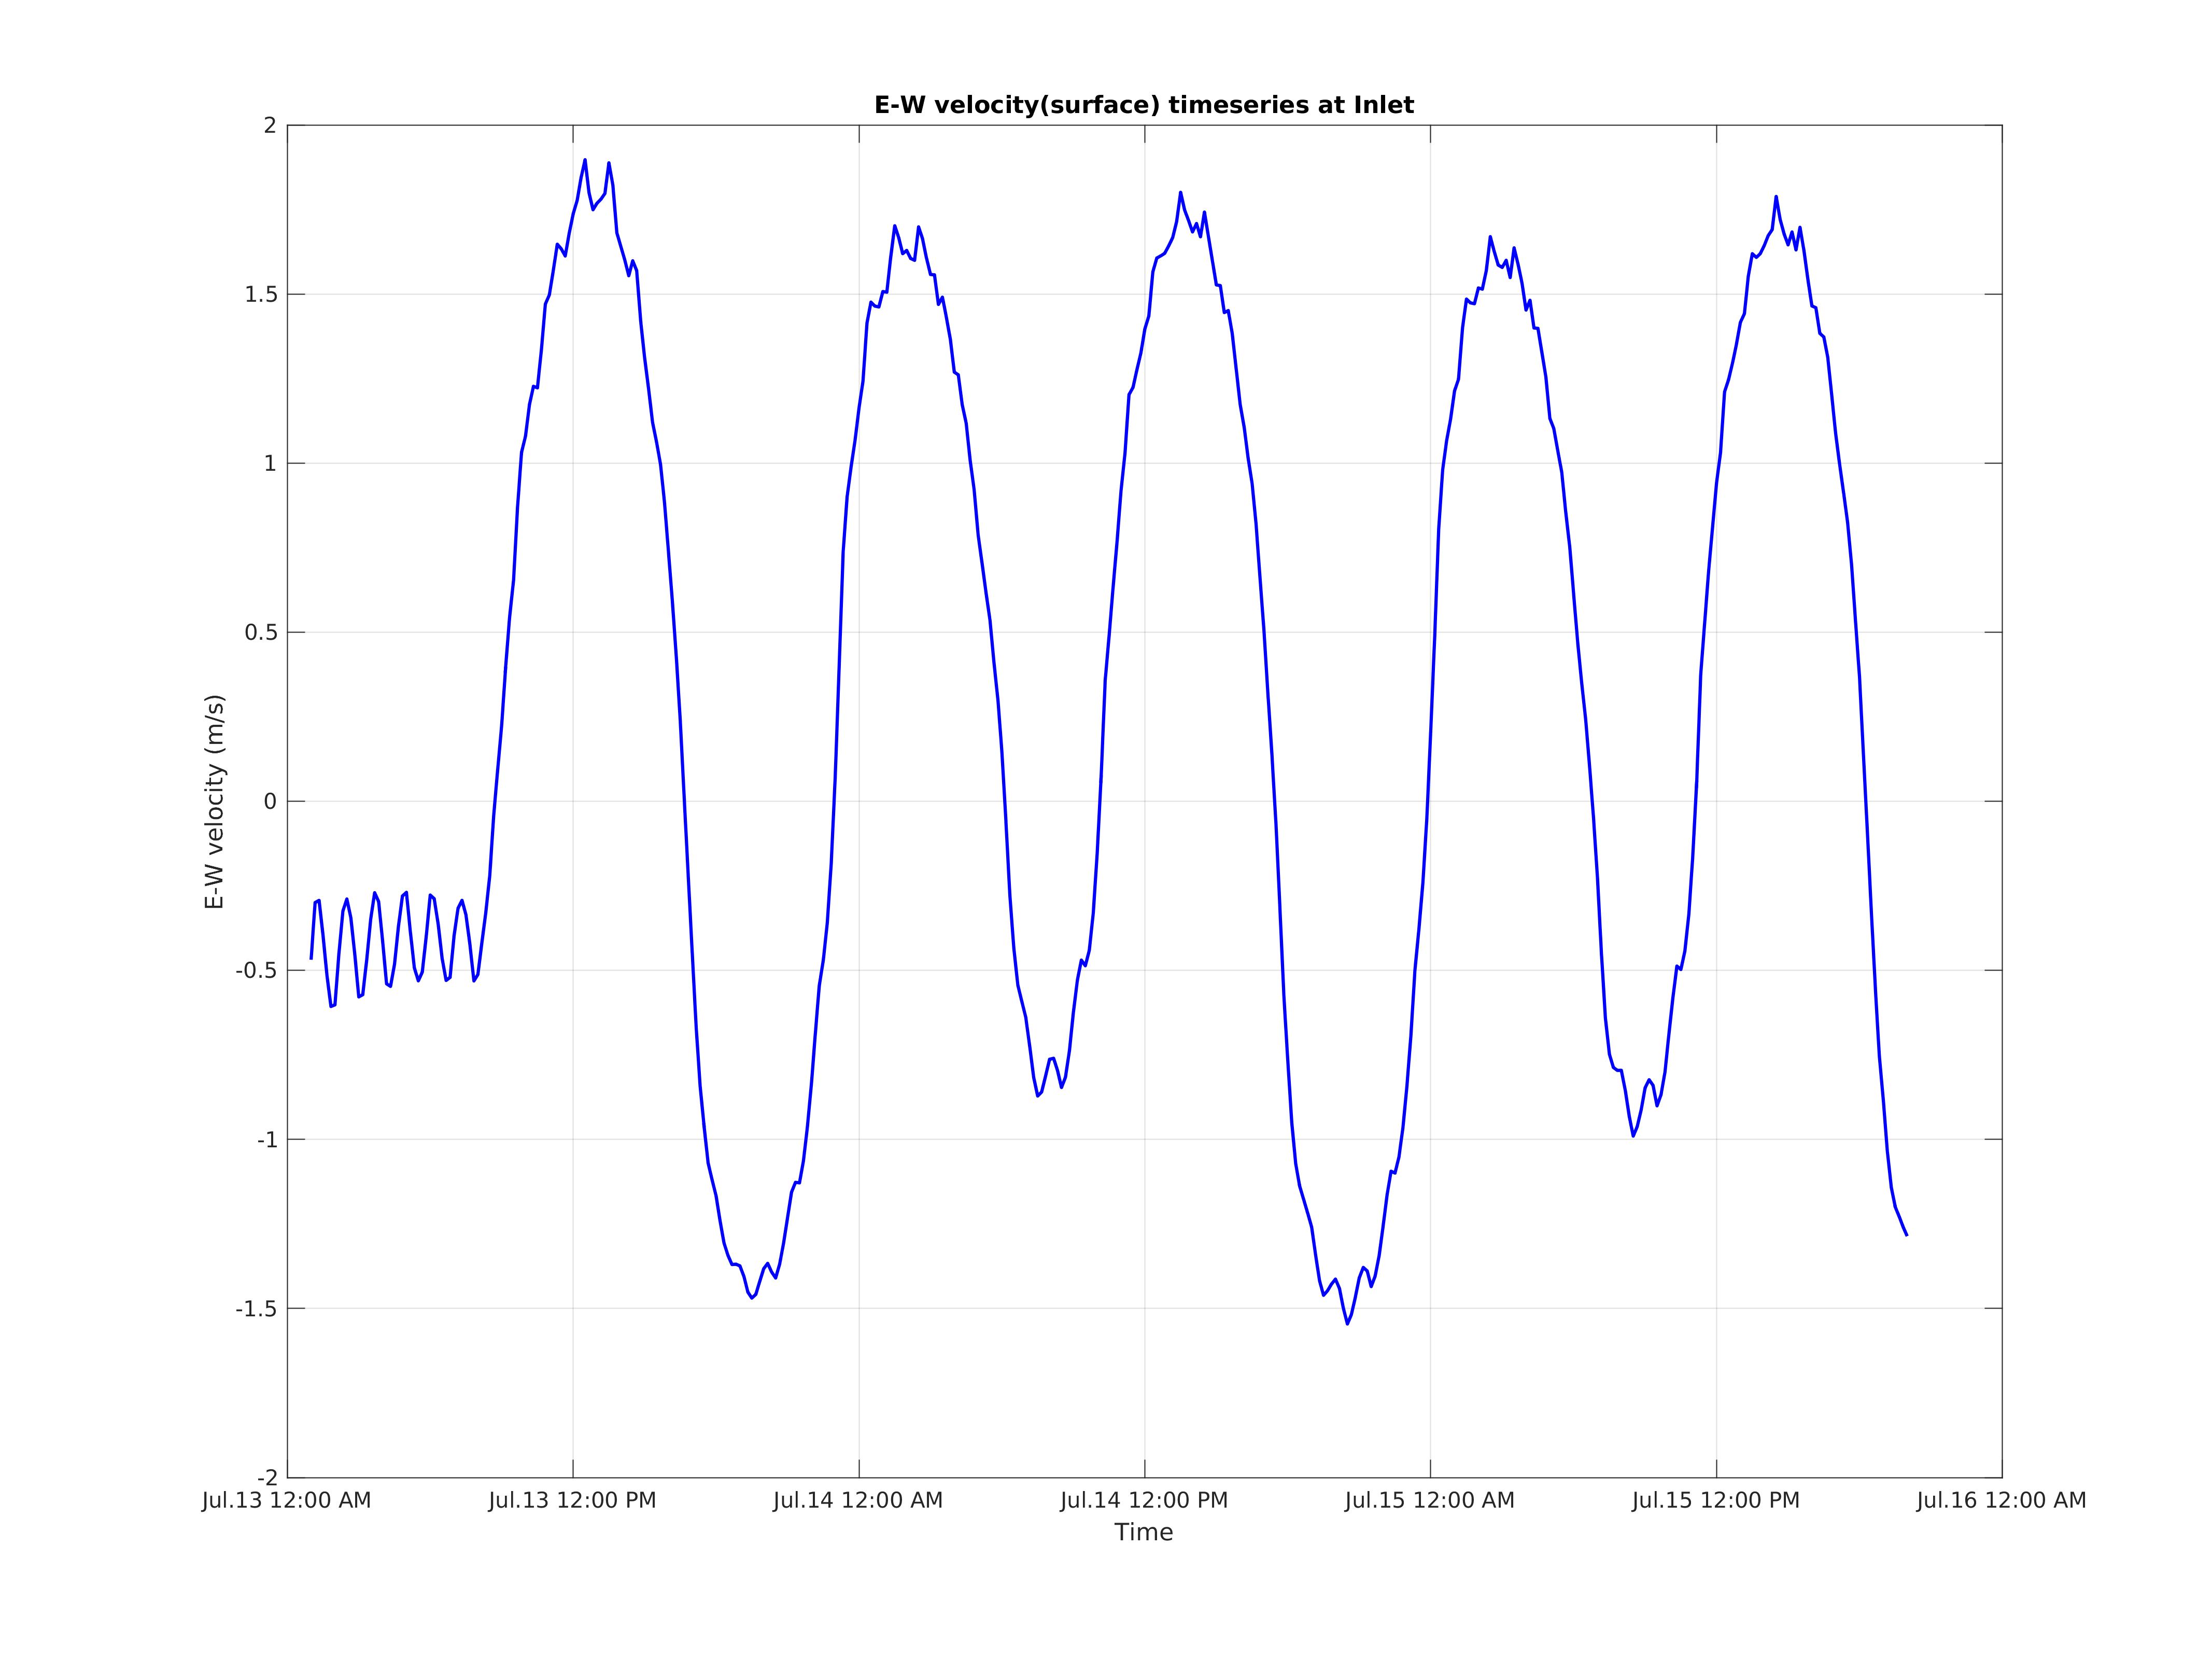 E-W velocity(surface) timeseries at Inlet
2
1.5
1
0.5
0
-0.5
-1
-1.5
-2
E-W velocity (m/s)
Jul.13 12:00 AM
Jul.13 12:00 PM
Jul.14 12:00 AM
Jul.14 12:00 PM
Jul.15 12:00 AM
Jul.15 12:00 PM
Jul.16 12:00 AM
Time